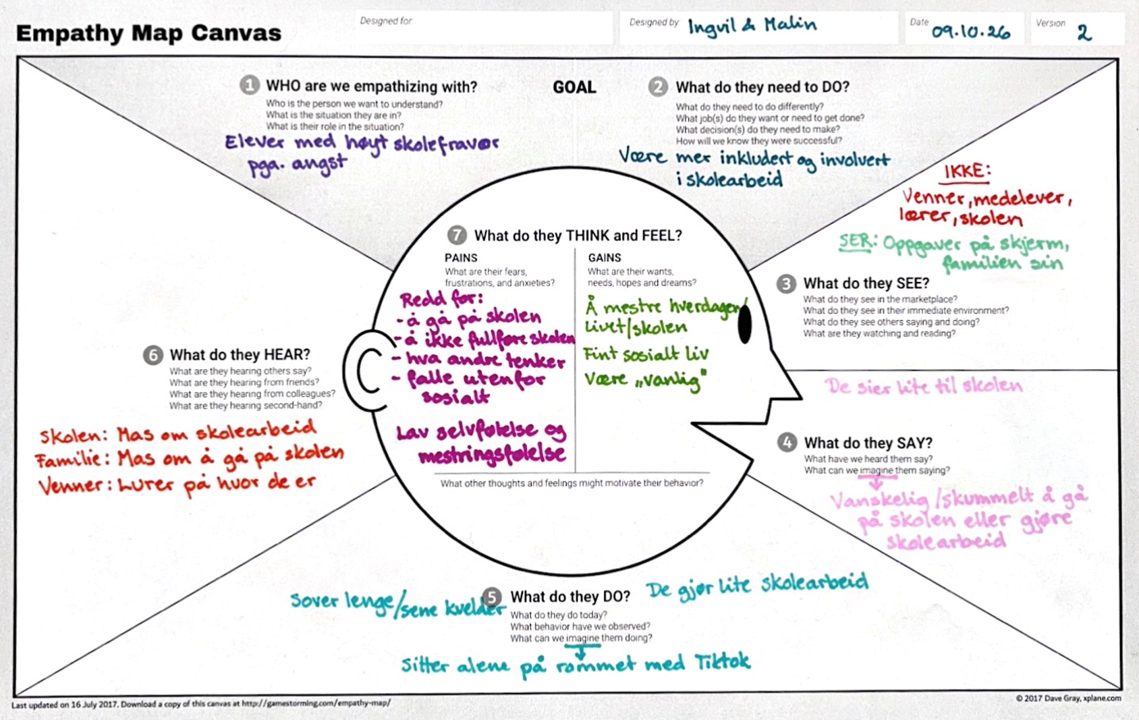 Empathy Map Canvas
Designed for
Designed by Ingvil & Malin
Date 09.10.26
Version 2
1 WHO are we empathizing with?
Who is the person we want to understand?
What is the situation they are in?
What is their role in the situation?
Elever med høyt skolefravær
pga. angst
GOAL
2 What do they need to DO?
What do they need to do differently?
What job(s) do they want or need to get done?
What decision(s) do they need to make?
How will we know they were successful?
Være mer inkludert og involvert
i skolearbeid
IKKE:
Venner, medelever,
lærer, skolen
SER: Oppgaver på skjerm,
familien sin
3 What do they SEE?
What do they see in the marketplace?
What do they see in their immediate environment?
What do they see others saying and doing?
What are they watching and reading?
De sier lite til skolen
4 What do they SAY?
What have we heard them say?
What can we imagine them saying?
Vanskelig/skummelt å gå
på skolen eller gjøre
skolearbeid
5 What do they DO?
What do they do today?
What behavior have we observed?
What can we imagine them doing?
Sover lenge/sene kvelder
De gjør lite skolearbeid
Sitter alene på rommet med Tiktok
6 What do they HEAR?
What are they hearing others say?
What are they hearing from friends?
What are they hearing from colleagues?
What are they hearing second-hand?
Skolen: Mas om skolearbeid
Familie: Mas om å gå på skolen
Venner: Lurer på hvor de er
7 What do they THINK and FEEL?
PAINS
What are their fears,
frustrations, and anxieties?
Redd for:
- å gå på skolen
- å ikke fullføre skolen
- hva andre tenker
- falle utenfor
sosialt
Lav selvfølelse og
mestringsfølelse
GAINS
What are their wants,
needs, hopes and dreams?
Å mestre hverdagen/
Livet/skolen
Fint sosialt liv
Være „vanlig"
What other thoughts and feelings might motivate their behavior?
Last updated on 16 July 2017. Download a copy of this canvas at http://gamestorming.com/empathy-map/
© 2017 Dave Gray, xplane.com